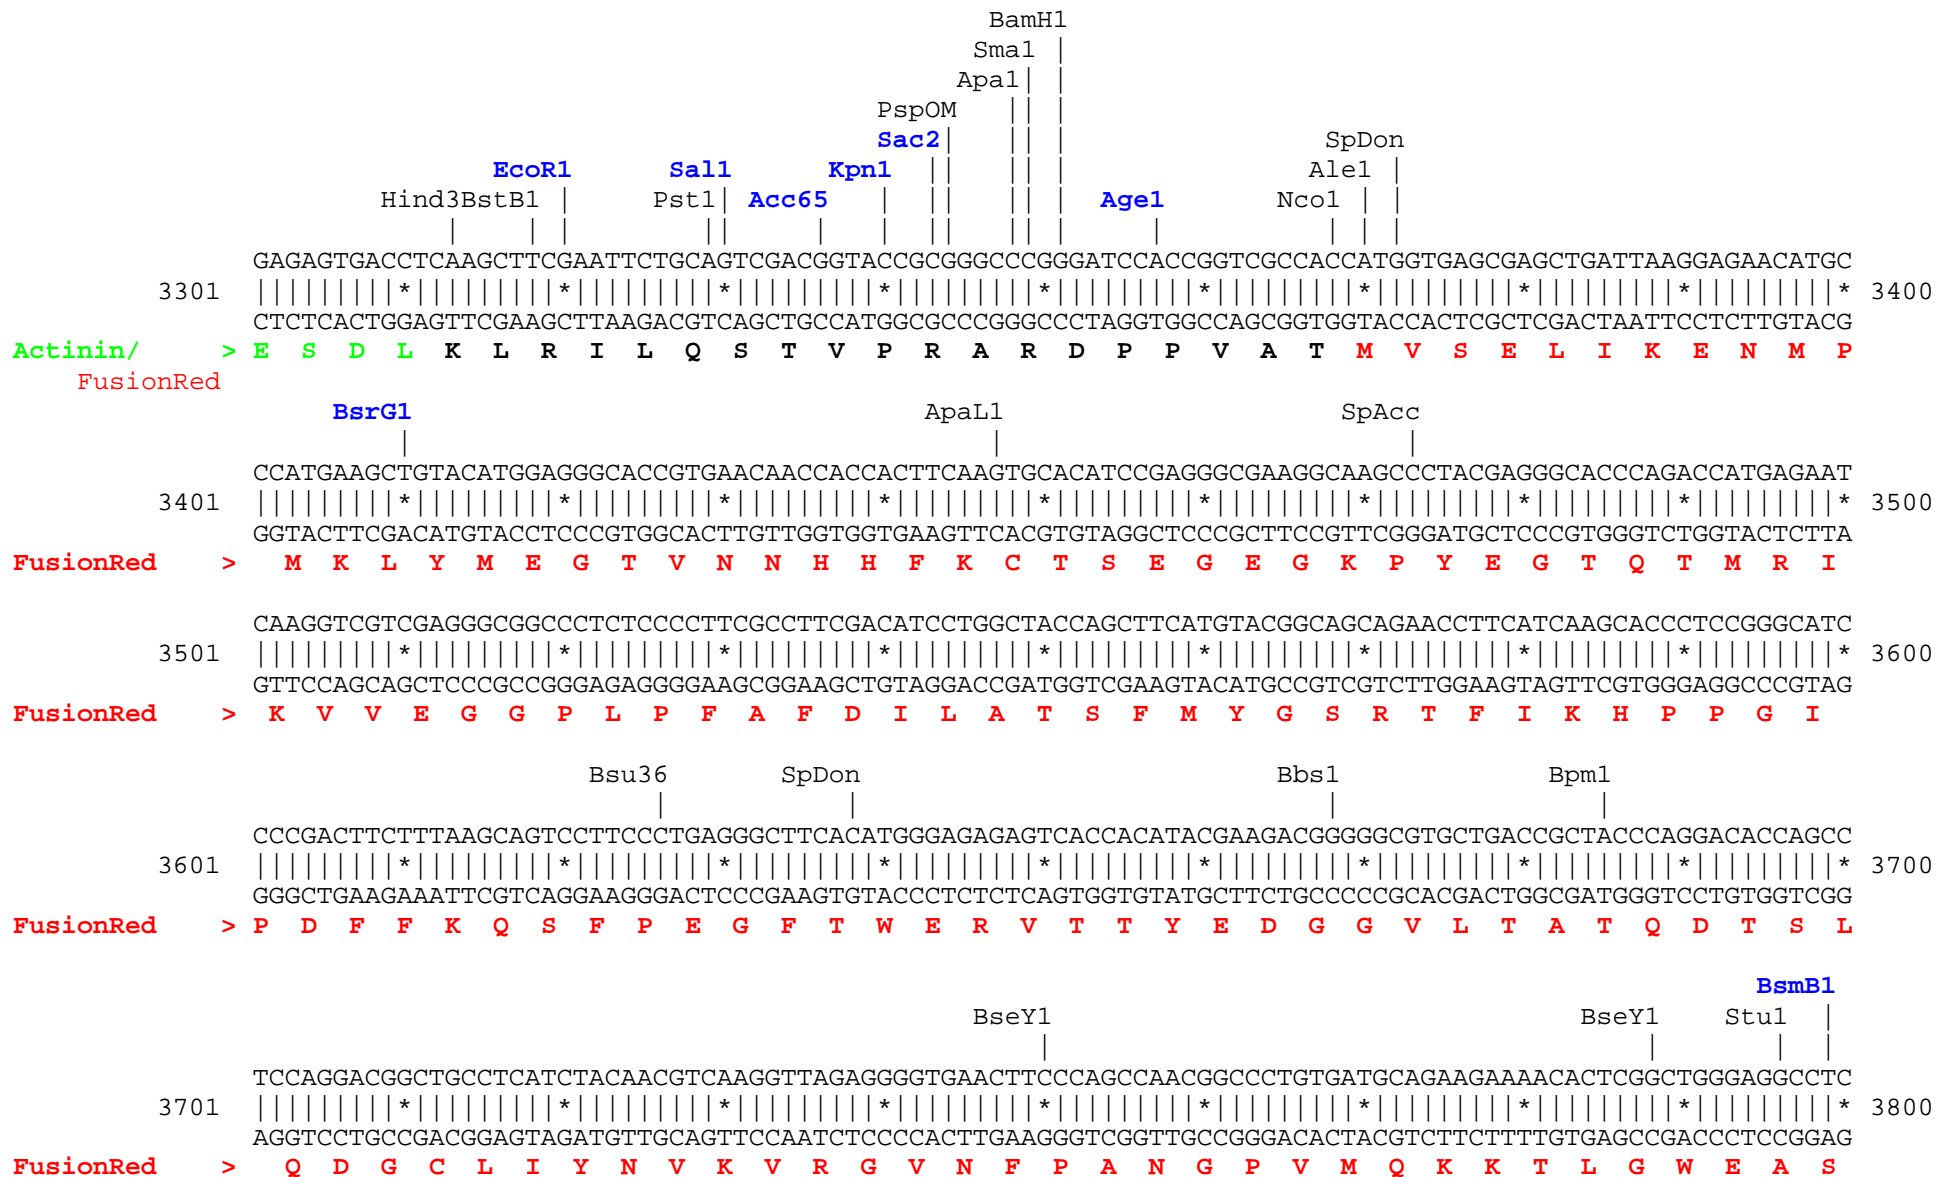 BamH1
Sma1 |
Apa1| |
PspOM || |
Sac2| || | SpDon
EcoR1 Sal1 Kpn1 || || | Ale1 |
Hind3BstB1 | Pst1| Acc65 | || || | Age1 Nco1 | |
| | | || | | || || | | | | |
GAGAGTGACCTCAAGCTTCGAATTCTGCAGTCGACGGTACCGCGGGCCCGGGATCCACCGGTCGCCACCATGGTGAGCGAGCTGATTAAGGAGAACATGC
3301 |||||||||*|||||||||*|||||||||*|||||||||*|||||||||*|||||||||*|||||||||*|||||||||*|||||||||*|||||||||* 3400
CTCTCACTGGAGTTCGAAGCTTAAGACGTCAGCTGCCATGGCGCCCGGGCCCTAGGTGGCCAGCGGTGGTACCACTCGCTCGACTAATTCCTCTTGTACG
Actinin/ > E S D L K L R I L Q S T V P R A R D P P V A T M V S E L I K E N M P
FusionRed
BsrG1 ApaL1 SpAcc
| | |
CCATGAAGCTGTACATGGAGGGCACCGTGAACAACCACCACTTCAAGTGCACATCCGAGGGCGAAGGCAAGCCCTACGAGGGCACCCAGACCATGAGAAT
3401 |||||||||*|||||||||*|||||||||*|||||||||*|||||||||*|||||||||*|||||||||*|||||||||*|||||||||*|||||||||* 3500
GGTACTTCGACATGTACCTCCCGTGGCACTTGTTGGTGGTGAAGTTCACGTGTAGGCTCCCGCTTCCGTTCGGGATGCTCCCGTGGGTCTGGTACTCTTA
FusionRed > M K L Y M E G T V N N H H F K C T S E G E G K P Y E G T Q T M R I
CAAGGTCGTCGAGGGCGGCCCTCTCCCCTTCGCCTTCGACATCCTGGCTACCAGCTTCATGTACGGCAGCAGAACCTTCATCAAGCACCCTCCGGGCATC
3501 |||||||||*|||||||||*|||||||||*|||||||||*|||||||||*|||||||||*|||||||||*|||||||||*|||||||||*|||||||||* 3600
GTTCCAGCAGCTCCCGCCGGGAGAGGGGAAGCGGAAGCTGTAGGACCGATGGTCGAAGTACATGCCGTCGTCTTGGAAGTAGTTCGTGGGAGGCCCGTAG
FusionRed > K V V E G G P L P F A F D I L A T S F M Y G S R T F I K H P P G I
Bsu36 SpDon Bbs1 Bpm1
| | | |
CCCGACTTCTTTAAGCAGTCCTTCCCTGAGGGCTTCACATGGGAGAGAGTCACCACATACGAAGACGGGGGCGTGCTGACCGCTACCCAGGACACCAGCC
3601 |||||||||*|||||||||*|||||||||*|||||||||*|||||||||*|||||||||*|||||||||*|||||||||*|||||||||*|||||||||* 3700
GGGCTGAAGAAATTCGTCAGGAAGGGACTCCCGAAGTGTACCCTCTCTCAGTGGTGTATGCTTCTGCCCCCGCACGACTGGCGATGGGTCCTGTGGTCGG
FusionRed > P D F F K Q S F P E G F T W E R V T T Y E D G G V L T A T Q D T S L
BsmB1
BseY1 BseY1 Stu1 |
| | | |
TCCAGGACGGCTGCCTCATCTACAACGTCAAGGTTAGAGGGGTGAACTTCCCAGCCAACGGCCCTGTGATGCAGAAGAAAACACTCGGCTGGGAGGCCTC
3701 |||||||||*|||||||||*|||||||||*|||||||||*|||||||||*|||||||||*|||||||||*|||||||||*|||||||||*|||||||||* 3800
AGGTCCTGCCGACGGAGTAGATGTTGCAGTTCCAATCTCCCCACTTGAAGGGTCGGTTGCCGGGACACTACGTCTTCTTTTGTGAGCCGACCCTCCGGAG
FusionRed > Q D G C L I Y N V K V R G V N F P A N G P V M Q K K T L G W E A S